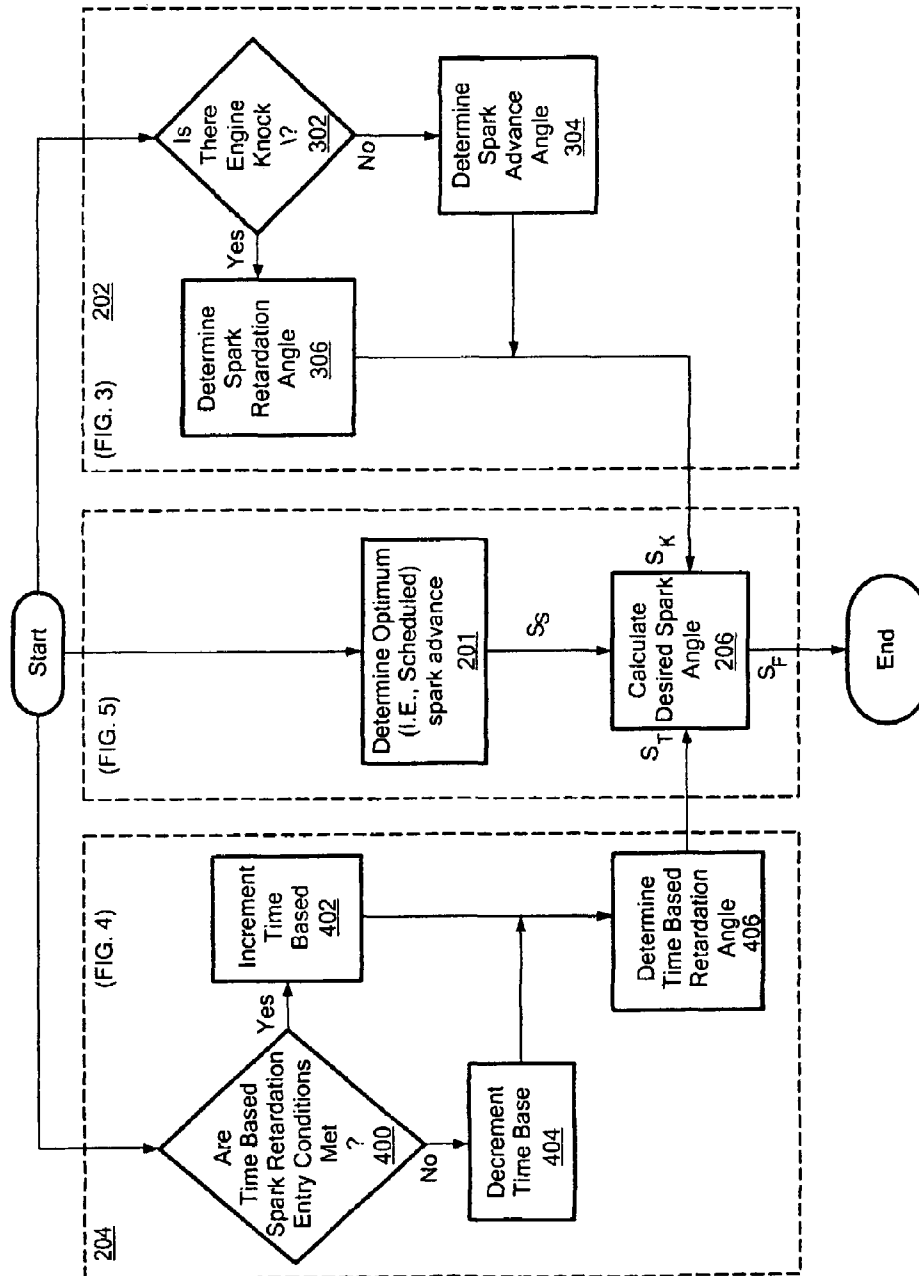 Start
204
(FIG. 4)
Are
Time Based
Spark Retardation
Entry Conditions
Met
?
400
Yes
No
Increment
Time
Based
402
Decrement
Time Base
404
Determine
Time Based
Retardation
Angle
406
(FIG. 5)
Determine Optimum
(I.E., Scheduled)
spark advance
201
S_S
S_T
S_K
Calculate
Desired Spark
Angle
206
S_F
(FIG. 3)
202
Is
There
Engine
Knock
\?
302
Yes
No
Determine
Spark
Retardation
Angle
306
Determine
Spark
Advance
Angle
304
End